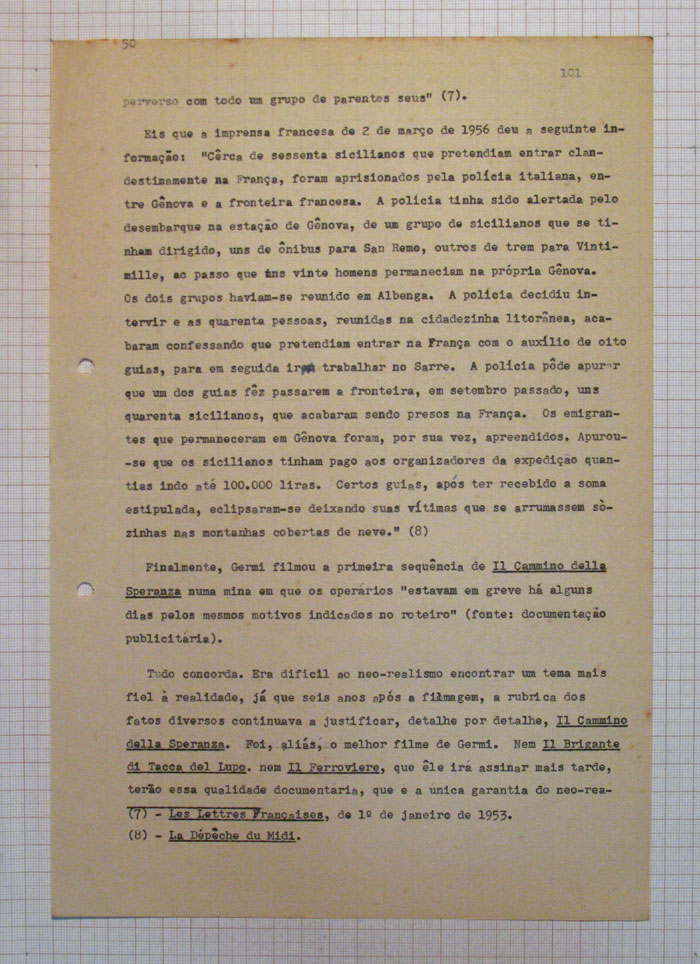 50
101
perverso com todo um grupo de parentes seus" (7).
Eis que a imprensa francesa de 2 de março de 1956 deu a seguinte in-
formação: "Cêrca de sessenta sicilianos que pretendiam entrar clan-
destinamente na França, foram aprisionados pela polícia italiana, en-
tre Gênova e a fronteira francesa. A polícia tinha sido alertada pelo
desembarque na estação de Gênova, de um grupo de sicilianos que se ti-
nham dirigido, uns de ônibus para San Remo, outros de trem para Vinti-
mille, ao passo que uns vinte homens permaneciam na própria Gênova.
Os dois grupos haviam-se reunido em Albenga. A polícia decidiu in-
tervir e as quarenta pessoas, reunidas na cidadezinha litorânea, aca-
baram confessando que pretendiam entrar na França com o auxílio de oito
guias, para em seguida ir trabalhar no Sarre. A polícia pôde apurar
que um dos guias fêz passarem a fronteira, em setembro passado, uns
quarenta sicilianos, que acabaram sendo presos na França. Os emigran-
tes que permaneceram em Gênova foram, por sua vez, apreendidos. Apurou-
-se que os sicilianos tinham pago aos organizadores da expedição quan-
tias indo até 100.000 liras. Certos guias, após ter recebido a soma
estipulada, eclipsaram-se deixando suas vítimas que se arrumassem sò-
zinhas nas montanhas cobertas de neve." (8)
Finalmente, Germi filmou a primeira sequência de Il Cammino della
Speranza numa mina em que os operários "estavam em greve há alguns
dias pelos mesmos motivos indicados no roteiro" (fonte: documentação
publicitária).
Tudo concorda. Era difícil ao neo-realismo encontrar um tema mais
fiel à realidade, já que seis anos após a filmagem, a rubrica dos
fatos diversos continuava a justificar, detalhe por detalhe, Il Cammino
della Speranza. Foi, aliás, o melhor filme de Germi. Nem Il Brigante
di Tacca del Lupo. nem Il Ferroviere, que êle irá assinar mais tarde,
terão essa qualidade documentária, que e a única garantia do neo-rea-
(7) - Les Lettres Françaises, de 1º de janeiro de 1953.
(8) - La Dépêche du Midi.